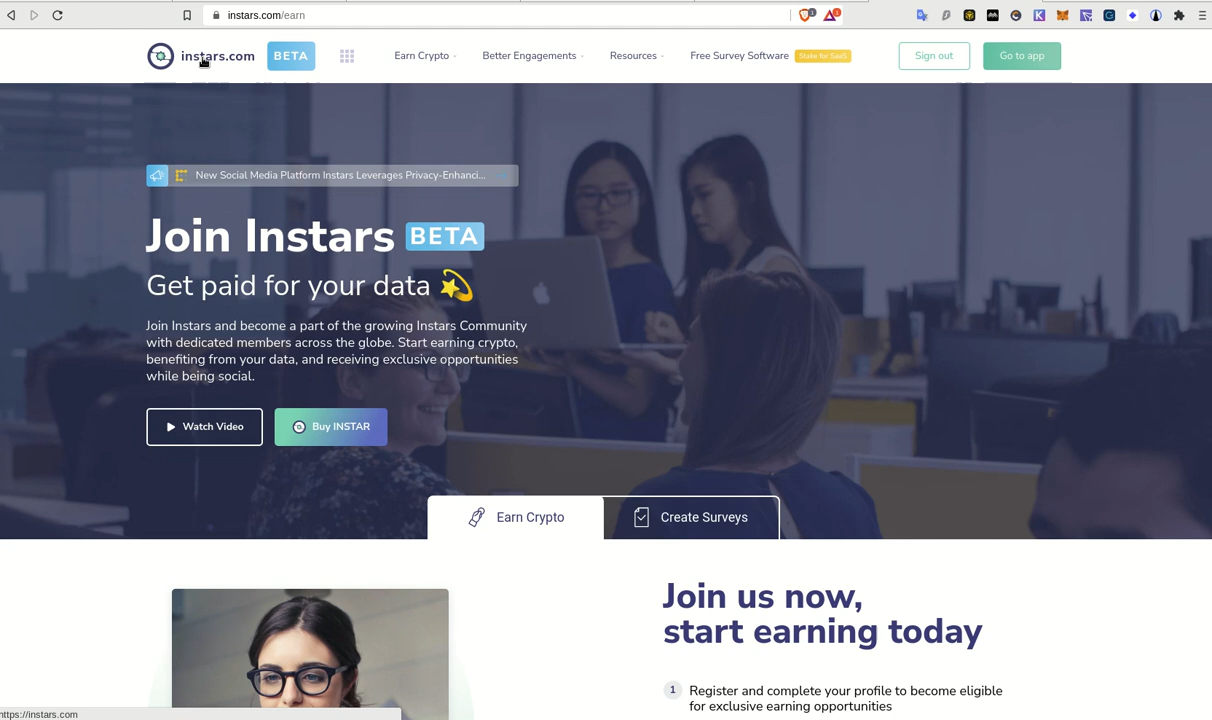 instars.com/earn
instars.com BETA Earn Crypto Better Engagements Resources Free Survey Software Stake for SaaS Sign out Go to app
New Social Media Platform Instars Leverages Privacy-Enhanci...
Join Instars BETA
Get paid for your data
Join Instars and become a part of the growing Instars Community
with dedicated members across the globe. Start earning crypto,
benefiting from your data, and receiving exclusive opportunities
while being social.
Watch Video Buy INSTAR
Earn Crypto Create Surveys
Join us now,
start earning today
1 Register and complete your profile to become eligible
for exclusive earning opportunities
https://instars.com